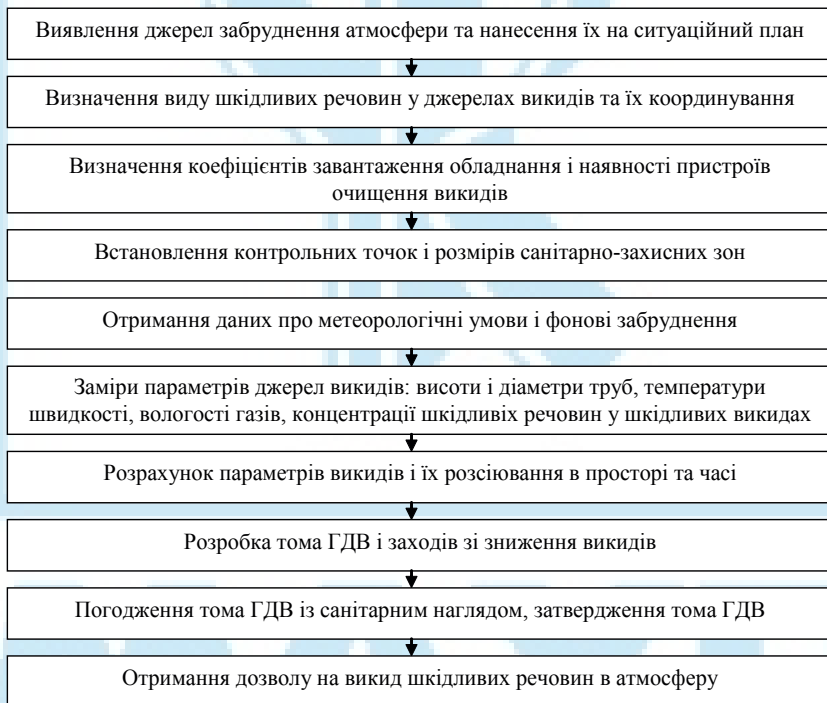 Виявлення джерел забруднення атмосфери та нанесення їх на ситуаційний план
Визначення виду шкідливих речовин у джерелах викидів та їх координування
Визначення коефіцієнтів завантаження обладнання і наявності пристроїв
очищення викидів
Встановлення контрольних точок і розмірів санітарно-захисних зон
Отримання даних про метеорологічні умови і фонові забруднення
Заміри параметрів джерел викидів: висоти і діаметри труб, температури
швидкості, вологості газів, концентрації шкідливіх речовин у шкідливих викидах
Розрахунок параметрів викидів і їх розсіювання в просторі та часі
Розробка тома ГДВ і заходів зі зниження викидів
Погодження тома ГДВ із санітарним наглядом, затвердження тома ГДВ
Отримання дозволу на викид шкідливих речовин в атмосферу